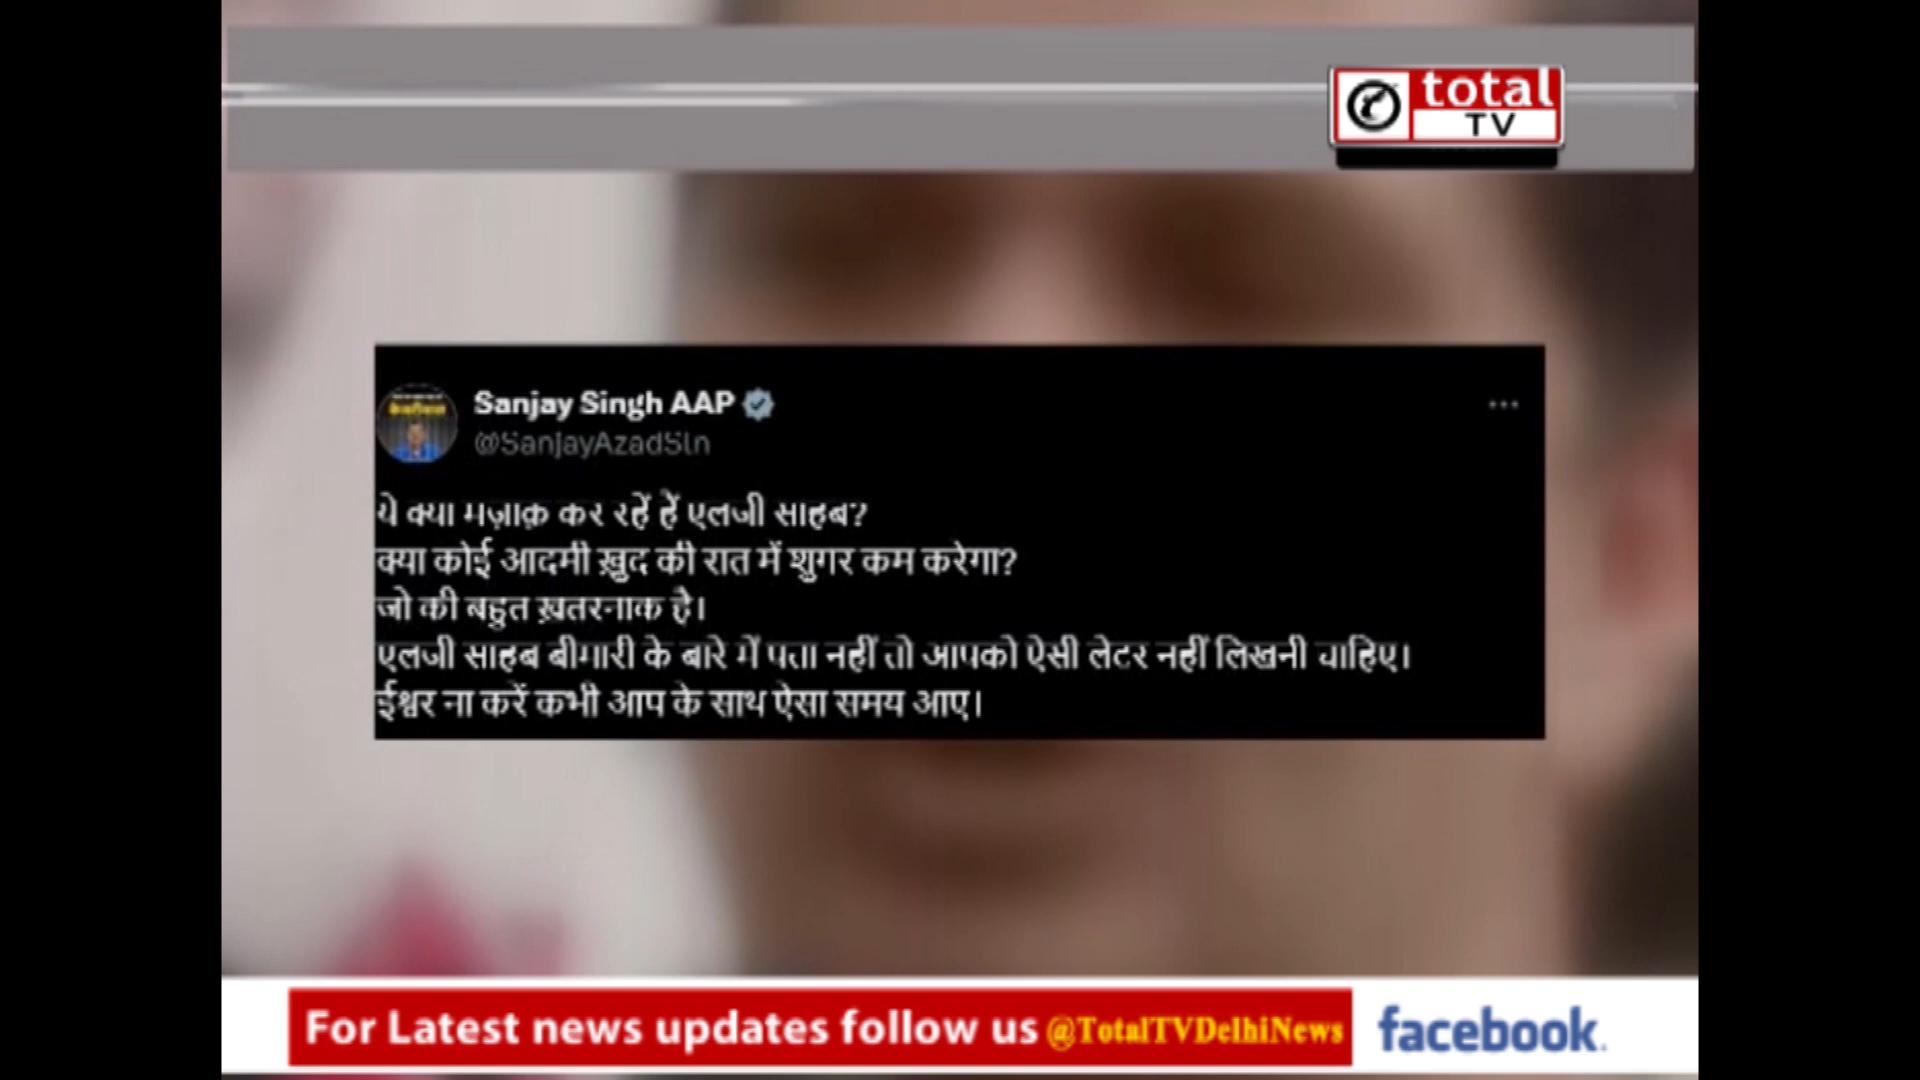 total
TV
Sanjay Singh AAP
@SanjayAzadSln
ये क्या मज़ाक़ कर रहें हैं एलजी साहब?
क्या कोई आदमी ख़ुद की रात में शुगर कम करेगा?
जो की बहुत ख़तरनाक है।
एलजी साहब बीमारी के बारे में पता नहीं तो आपको ऐसी लेटर नहीं लिखनी चाहिए।
ईश्वर ना करें कभी आप के साथ ऐसा समय आए।
For Latest news updates follow us @TotalTVDelhiNews facebook.